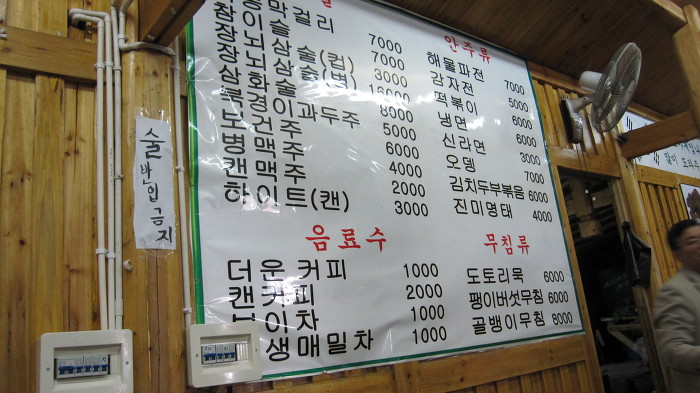 막걸리 7000
참이슬 7000
장뇌삼술(컵) 3000
장뇌삼술(병) 16000
삼화술 8000
북경이과두주 5000
보건주 6000
병맥주 4000
캔맥주 2000
하이트(캔) 3000
안주류
해물파전 7000
감자전 5000
떡볶이 6000
냉면 6000
신라면 3000
오뎅 7000
김치두부볶음 6000
진미명태 4000
음료수
더운커피 1000
캔커피 2000
보이차 1000
생매밀차 1000
무침류
도토리묵 6000
팽이버섯무침 6000
골뱅이무침 8000
술 반입 금지